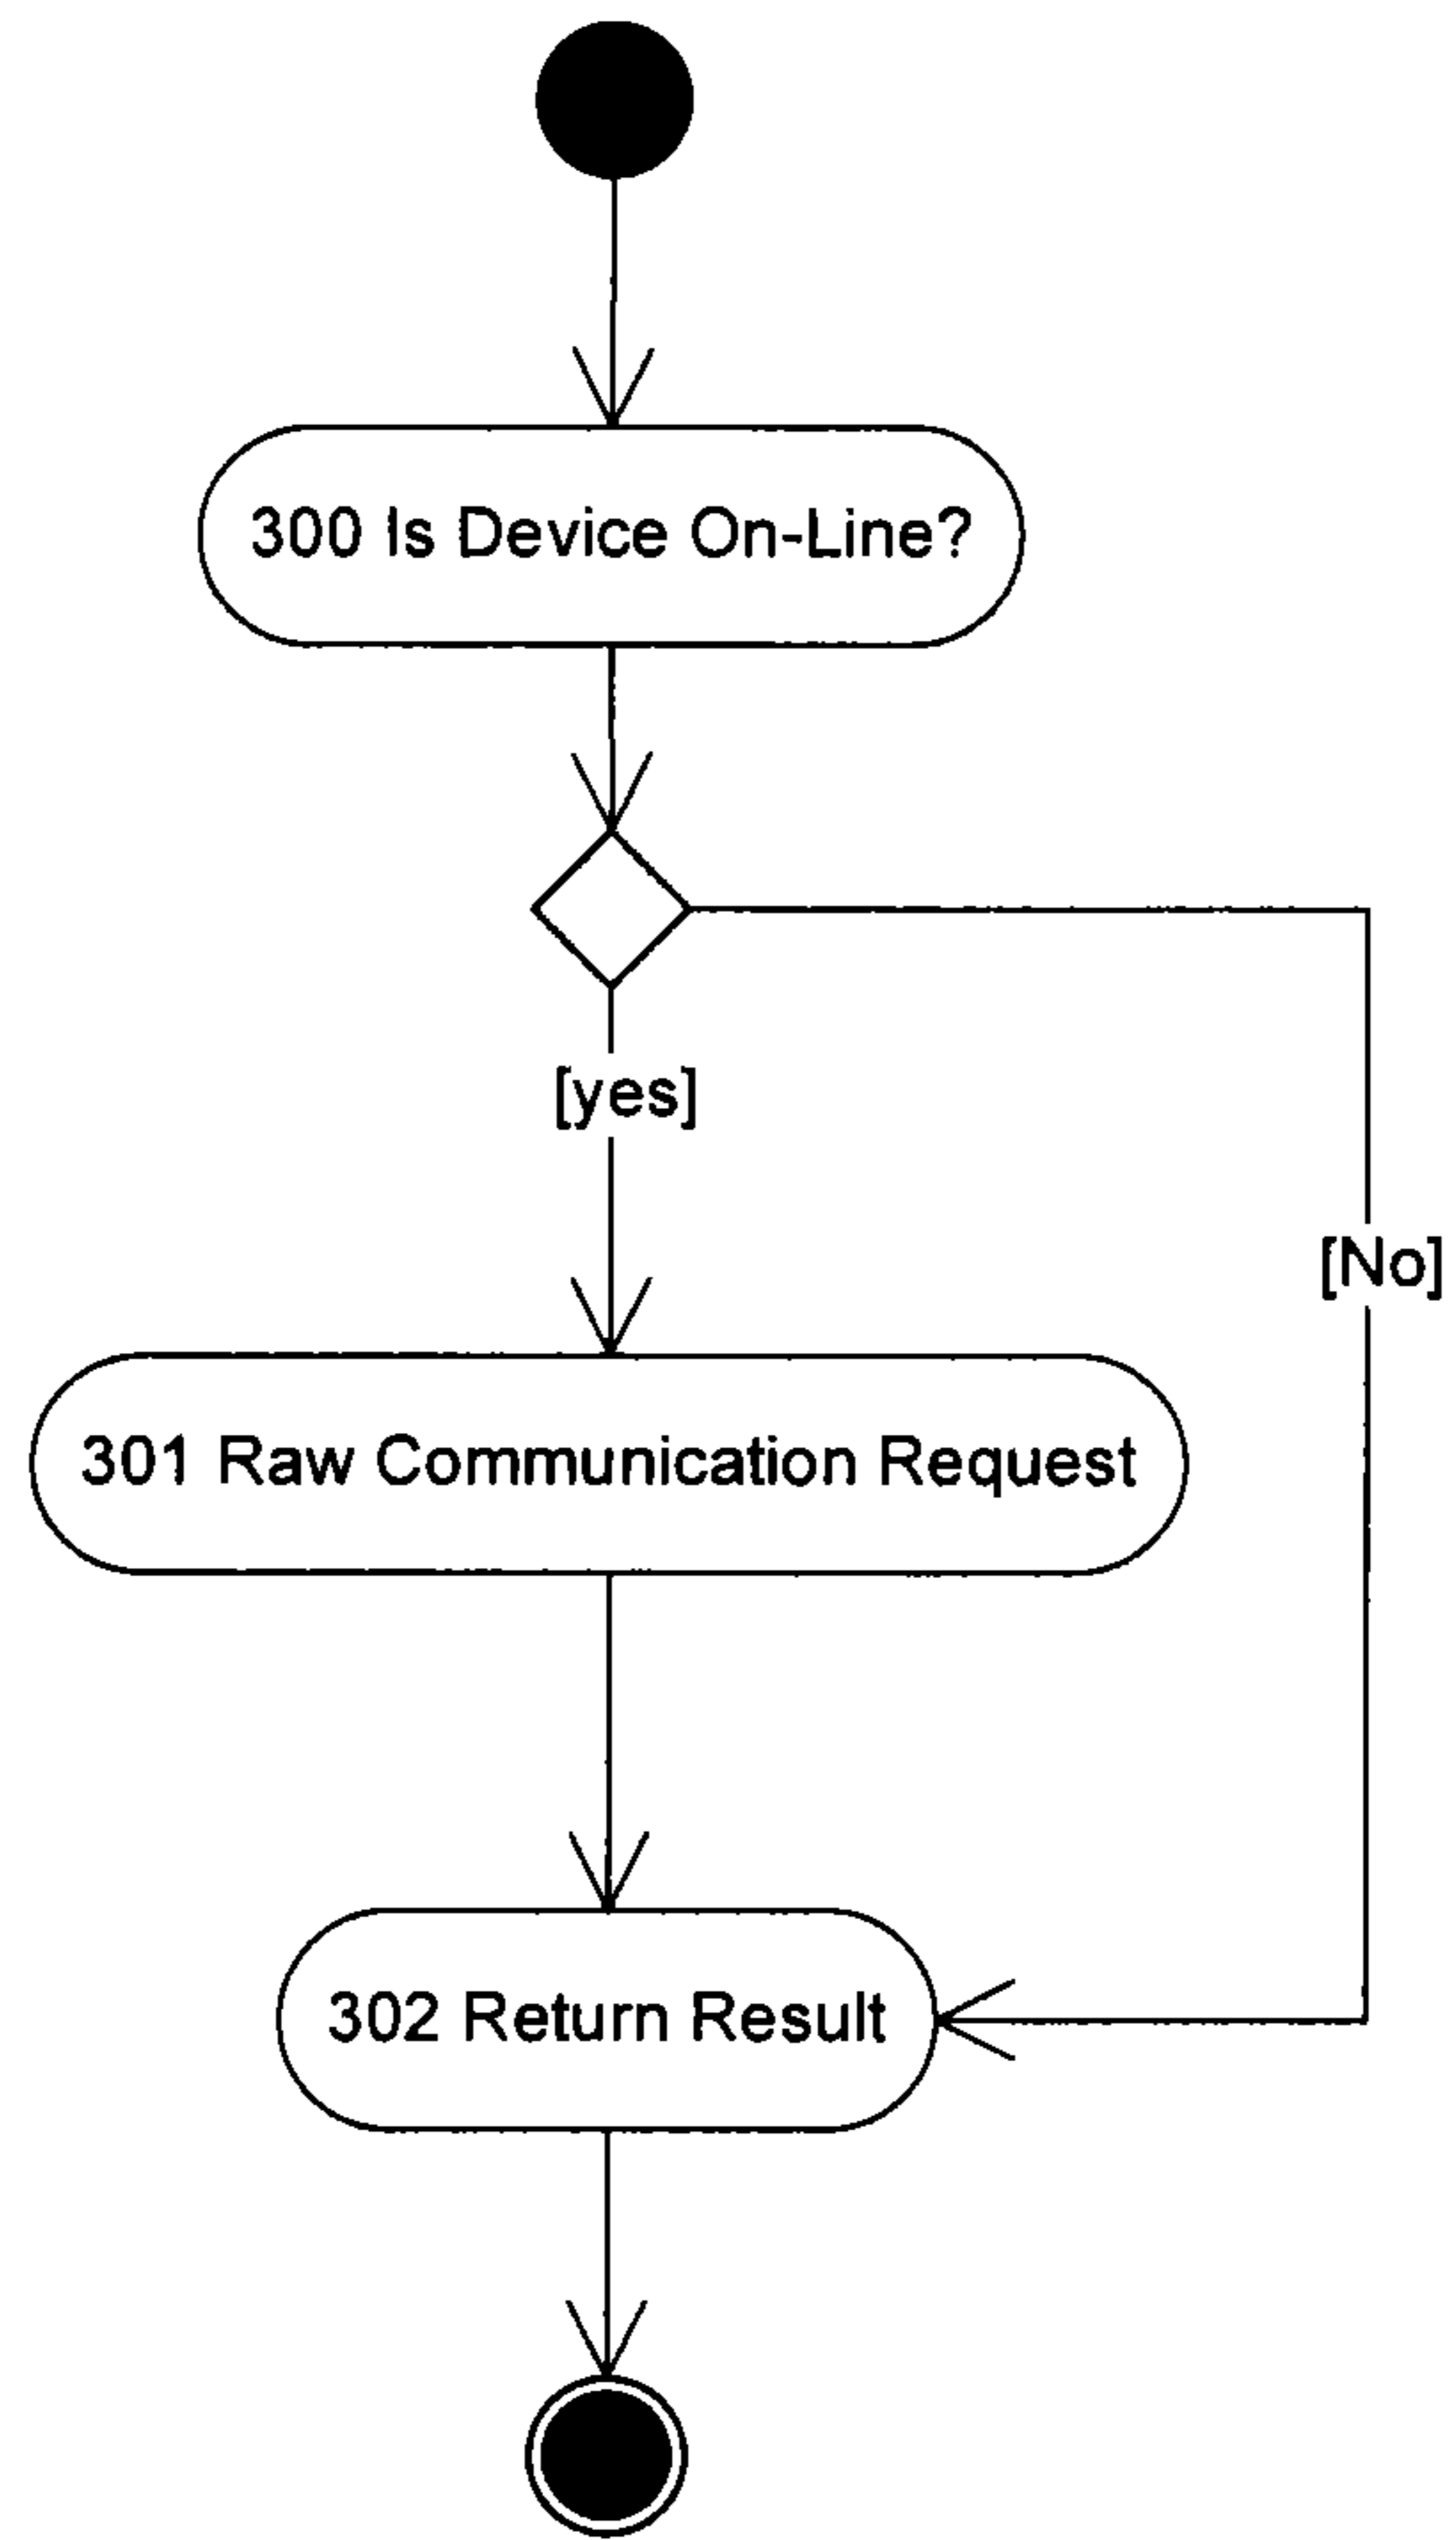 300 Is Device On-Line?
[yes]
[No]
301 Raw Communication Request
302 Return Result